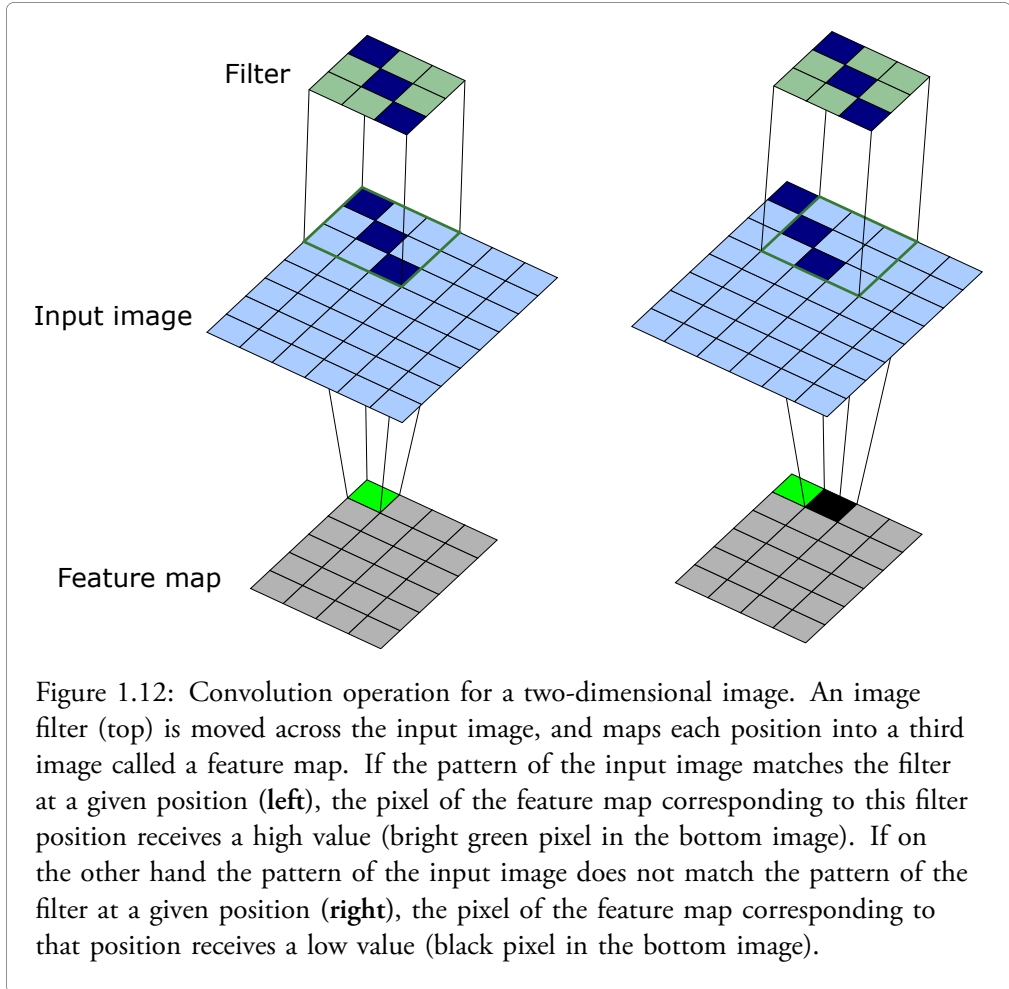 Filter
Input image
Feature map
Figure 1.12: Convolution operation for a two-dimensional image. An image
filter (top) is moved across the input image, and maps each position into a third
image called a feature map. If the pattern of the input image matches the filter
at a given position (left), the pixel of the feature map corresponding to this filter
position receives a high value (bright green pixel in the bottom image). If on
the other hand the pattern of the input image does not match the pattern of the
filter at a given position (right), the pixel of the feature map corresponding to
that position receives a low value (black pixel in the bottom image).